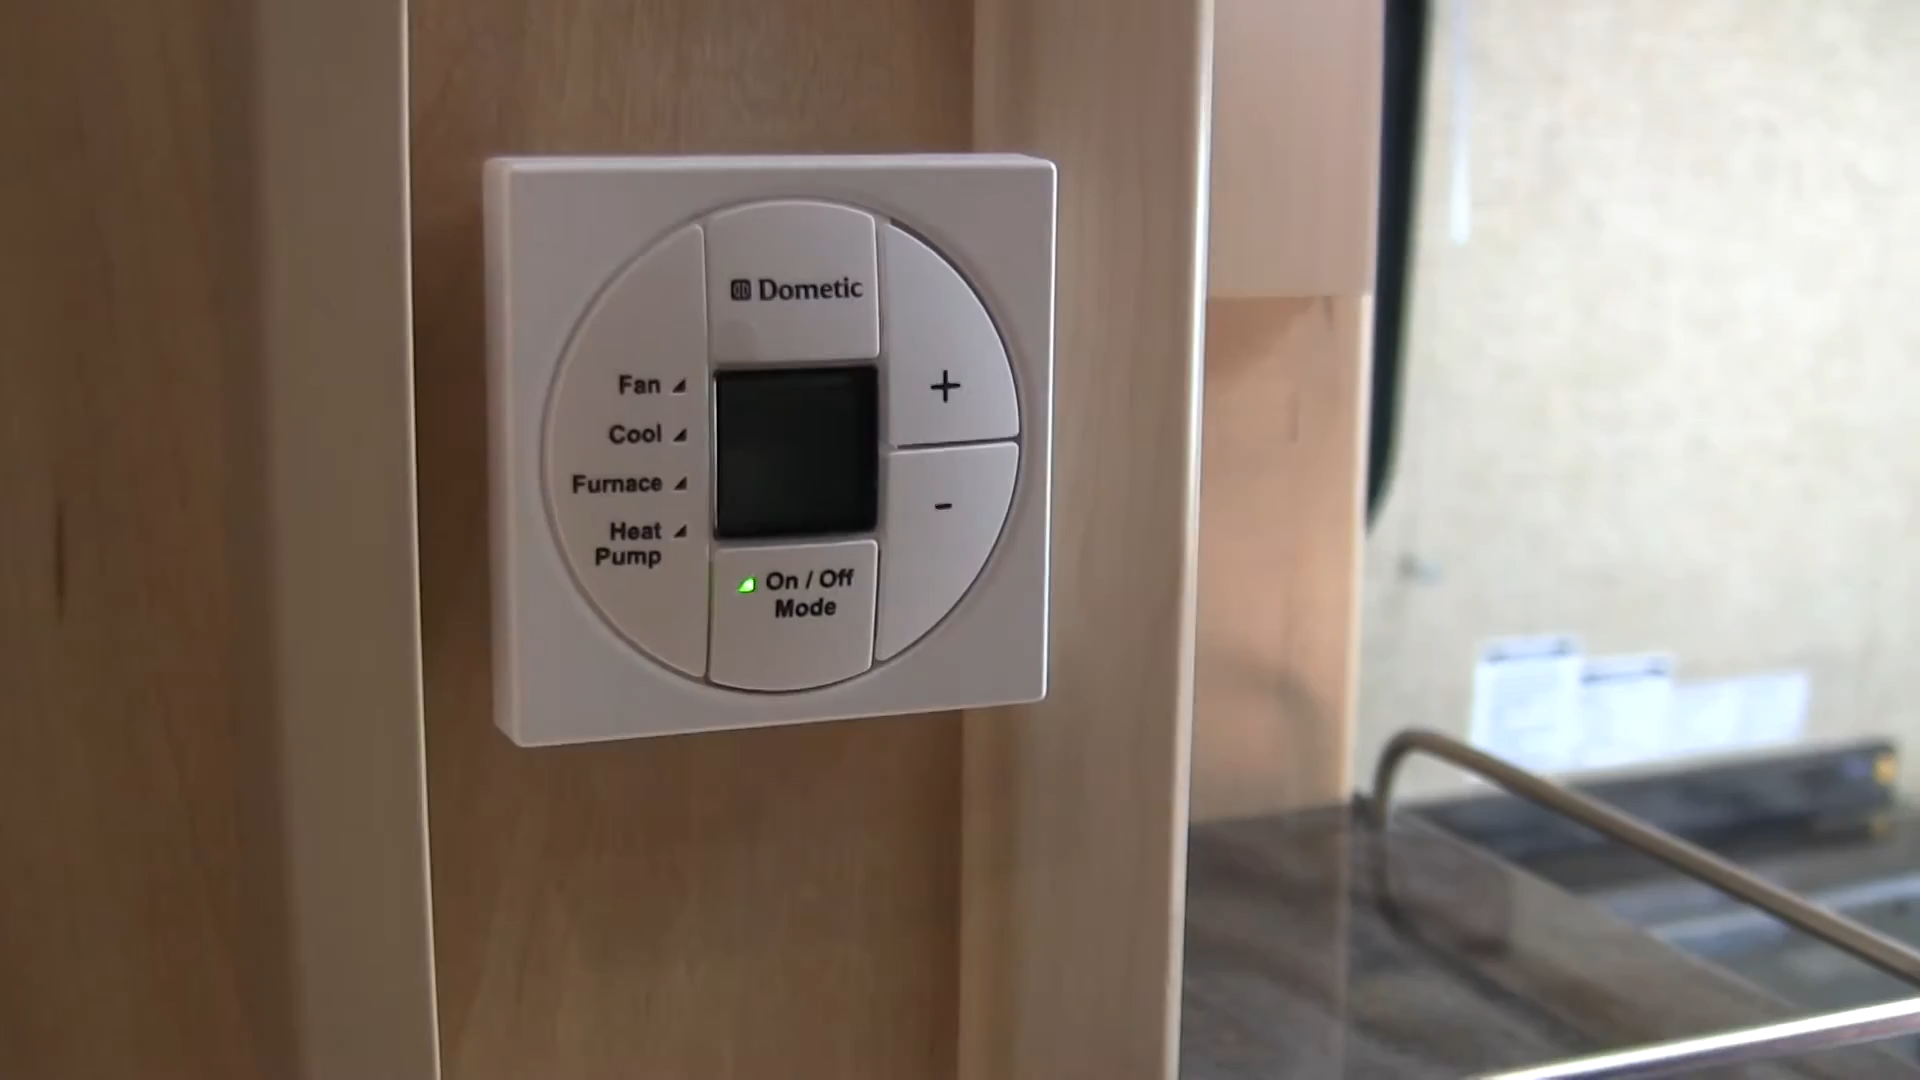 Dometic
Fan
Cool
Furnace
Heat
Pump
+
-
On / Off
Mode